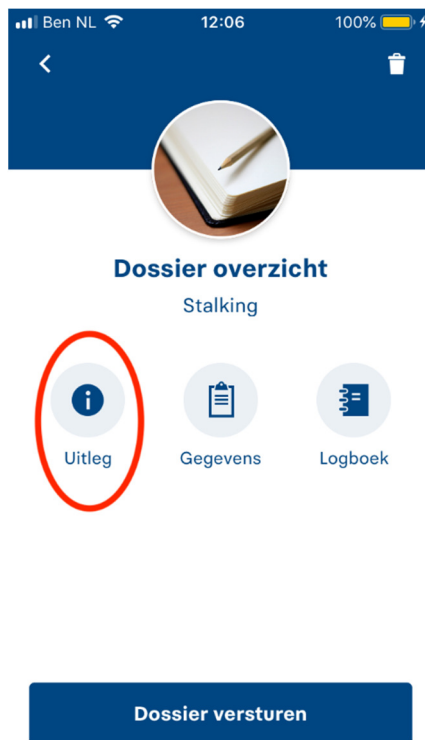 Ben NL 12:06 100%
Dossier overzicht
Stalking
Uitleg Gegevens Logboek
Dossier versturen